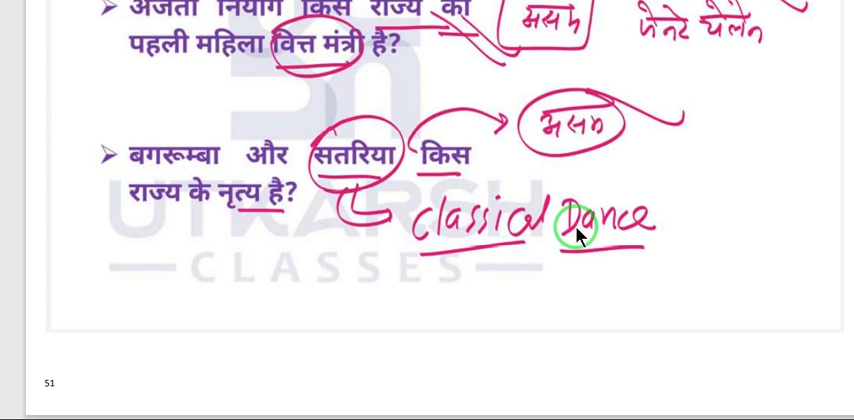 ➤ अजंता नियोग किस राज्य की असम जेनेट येलेन
पहली महिला वित्त मंत्री है?
असम
➤ बगरूम्बा और सतरिया किस
राज्य के नृत्य है?
classical Dance
UTKARSH
CLASSES
51